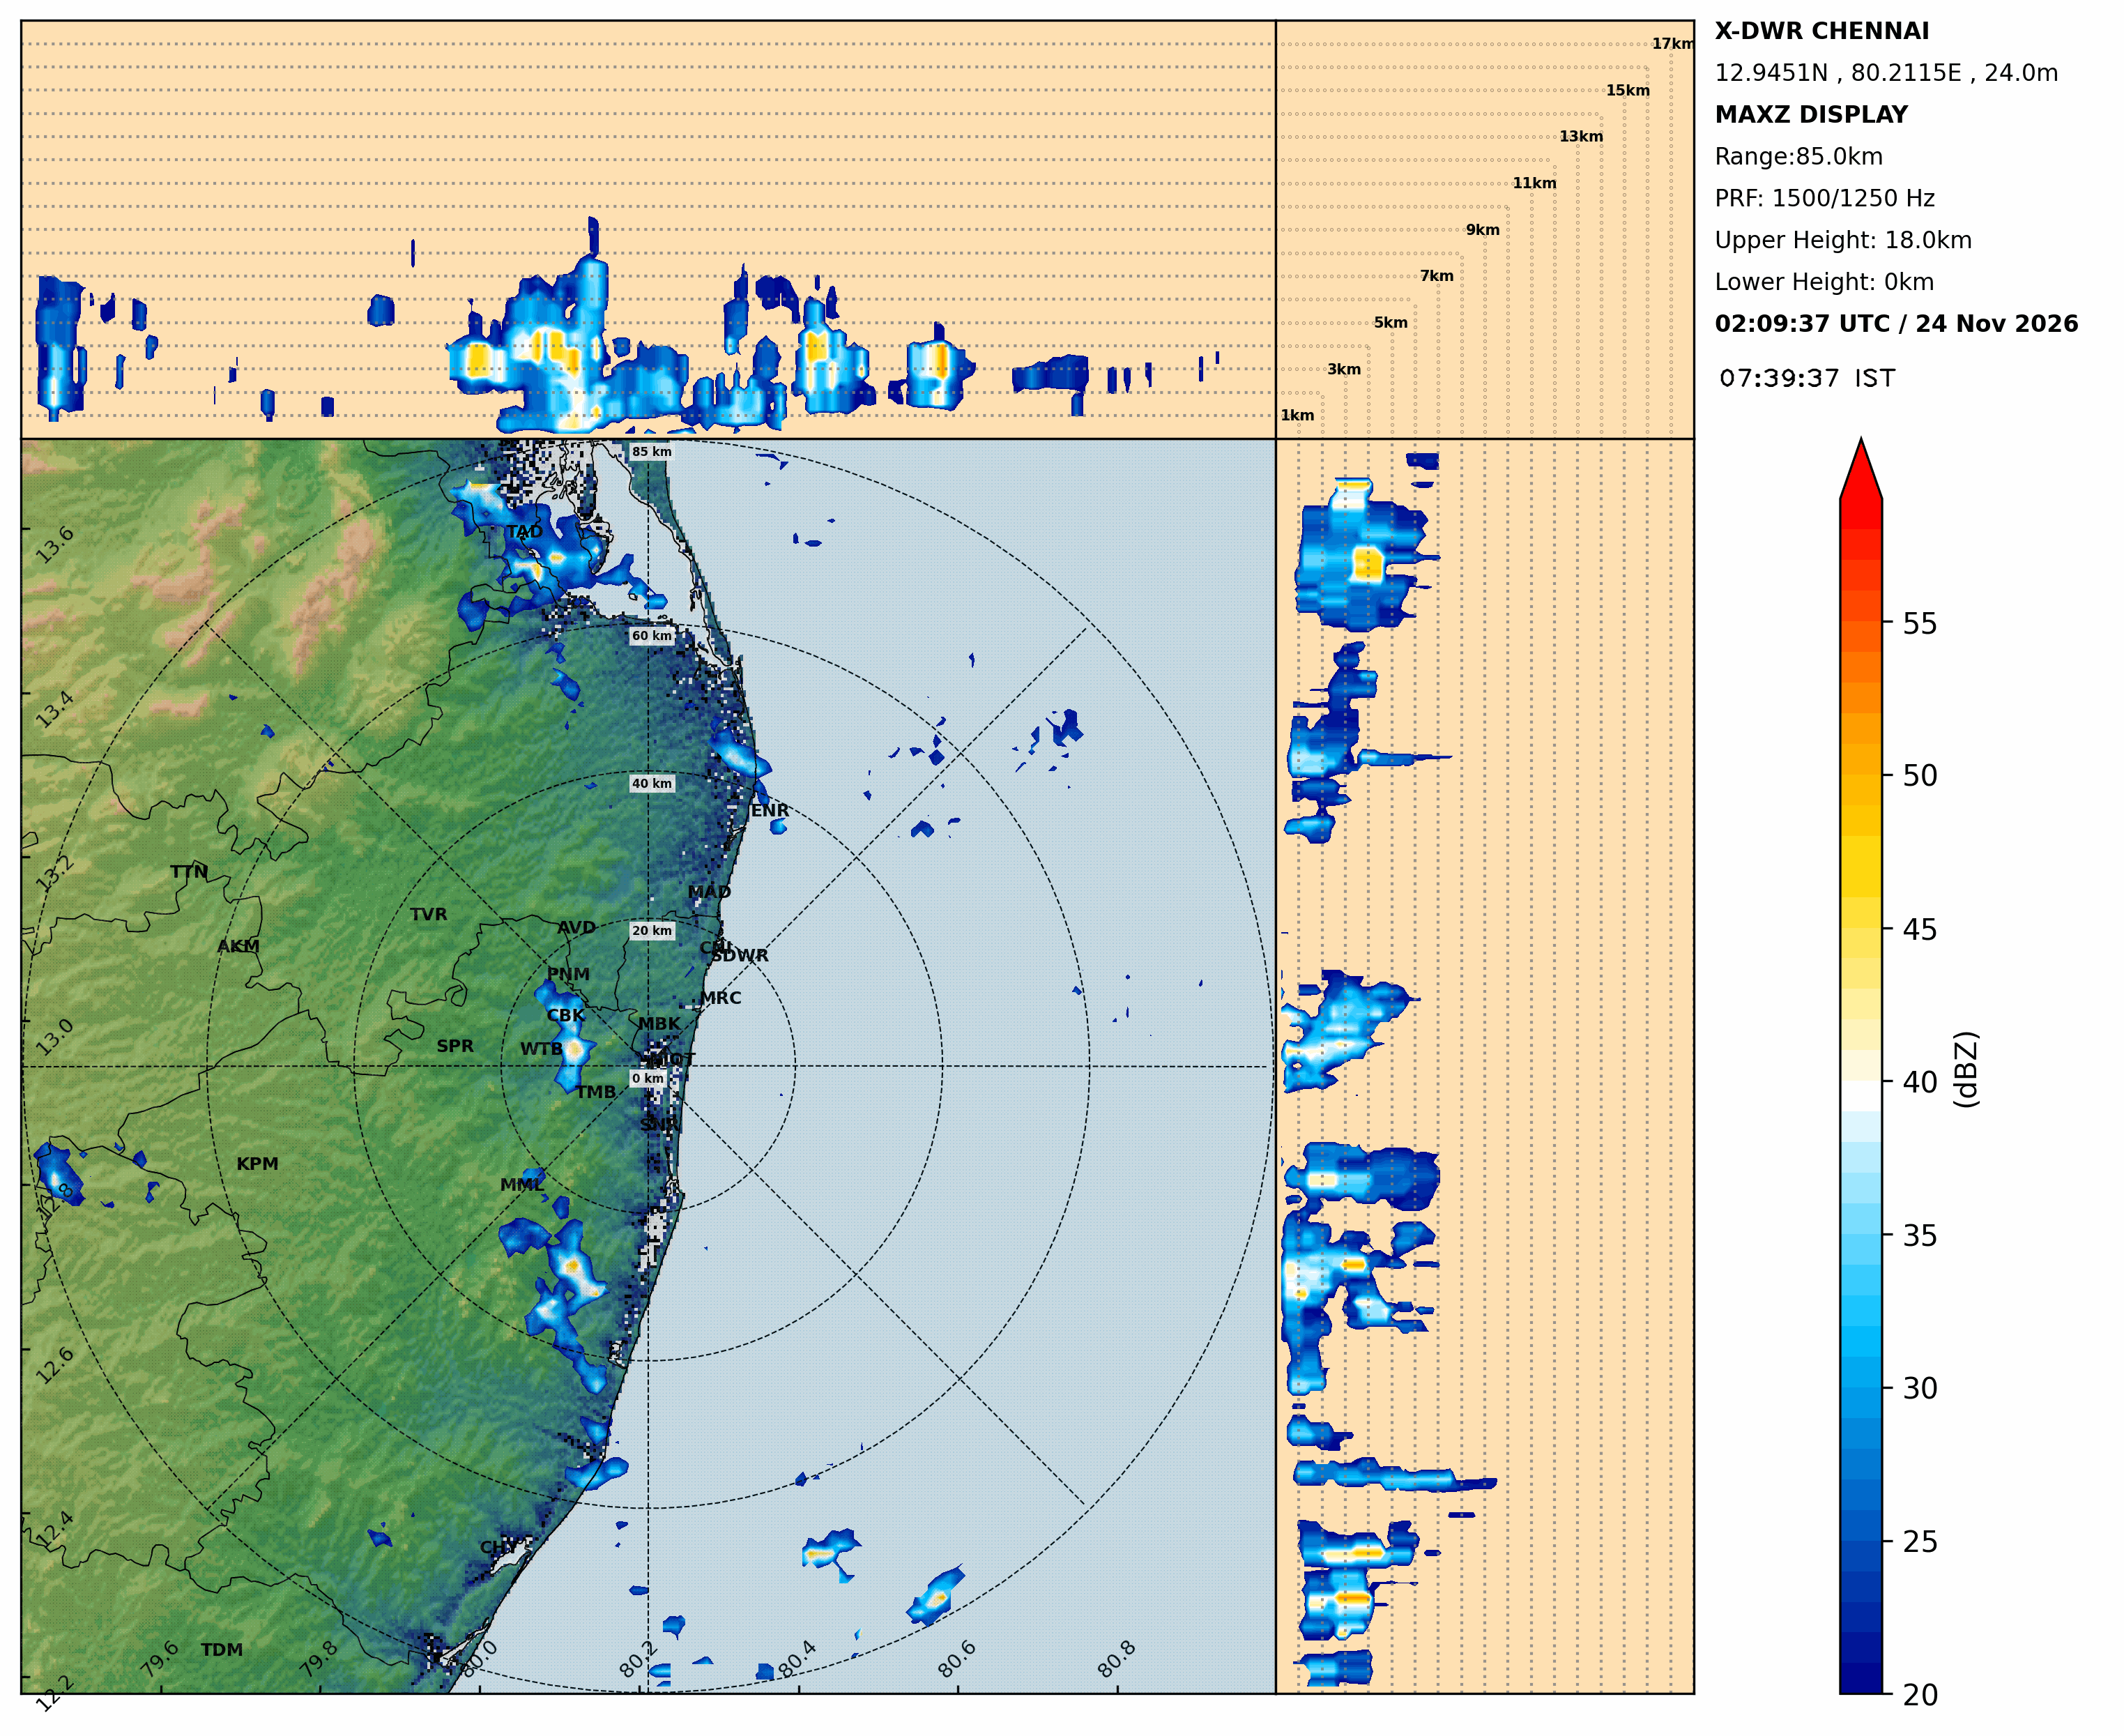 X-DWR CHENNAI
12.9451N , 80.2115E , 24.0m
MAXZ DISPLAY
Range:85.0km
PRF: 1500/1250 Hz
Upper Height: 18.0km
Lower Height: 0km
02:09:37 UTC / 24 Nov 2026
07:39:37 IST
17km
15km
13km
11km
9km
7km
5km
3km
1km
85 km
60 km
40 km
20 km
0 km
TAD
ENR
TTN
MAD
TVR
AVD
AKM
SDWR
PNM
MRC
CBK
MBK
SPR
WTB
TMB
SNR
KPM
MML
CHY
TDM
13.6
13.4
13.2
13.0
12.8
12.6
12.4
12.2
79.6
79.8
80.0
80.2
80.4
80.6
80.8
55
50
45
40
35
30
25
20
(dBZ)